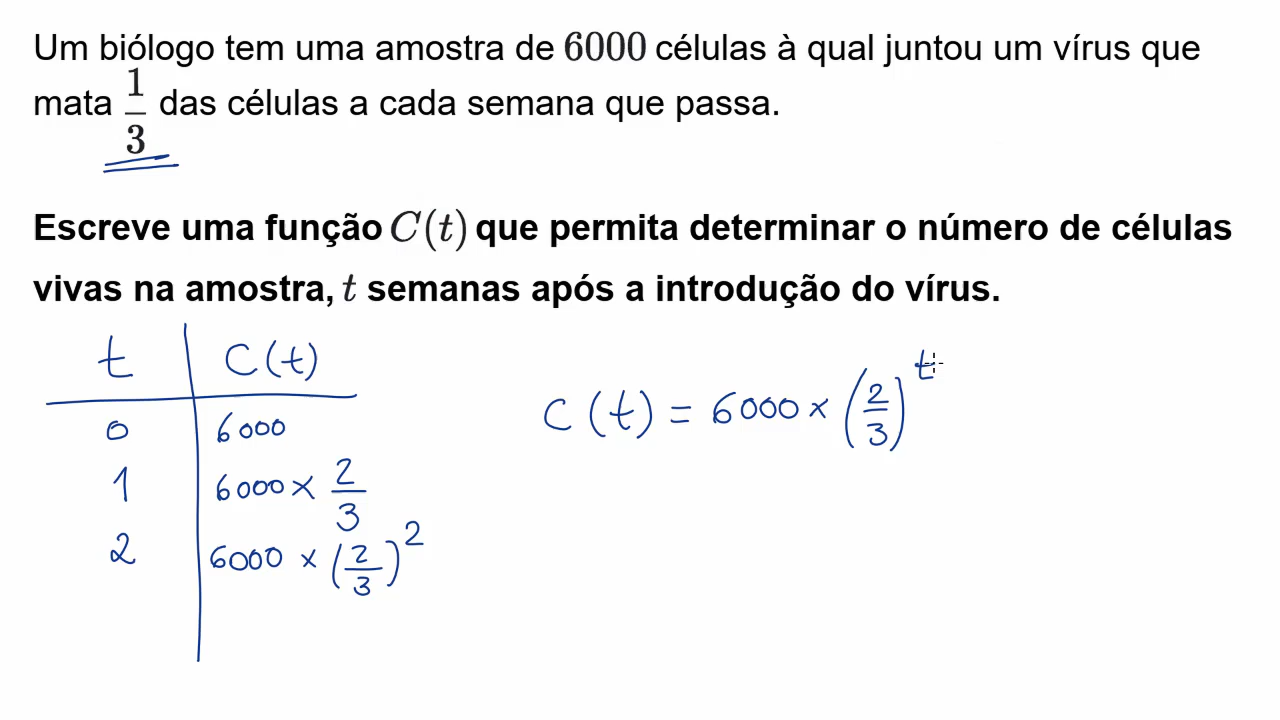 Um biólogo tem uma amostra de 6000 células à qual juntou um vírus que
mata 1/3 das células a cada semana que passa.
Escreve uma função C(t) que permita determinar o número de células
vivas na amostra, t semanas após a introdução do vírus.
t C(t)
0 6000
1 6000 × 2/3
2 6000 × (2/3)^2
C(t) = 6000 × (2/3)^t